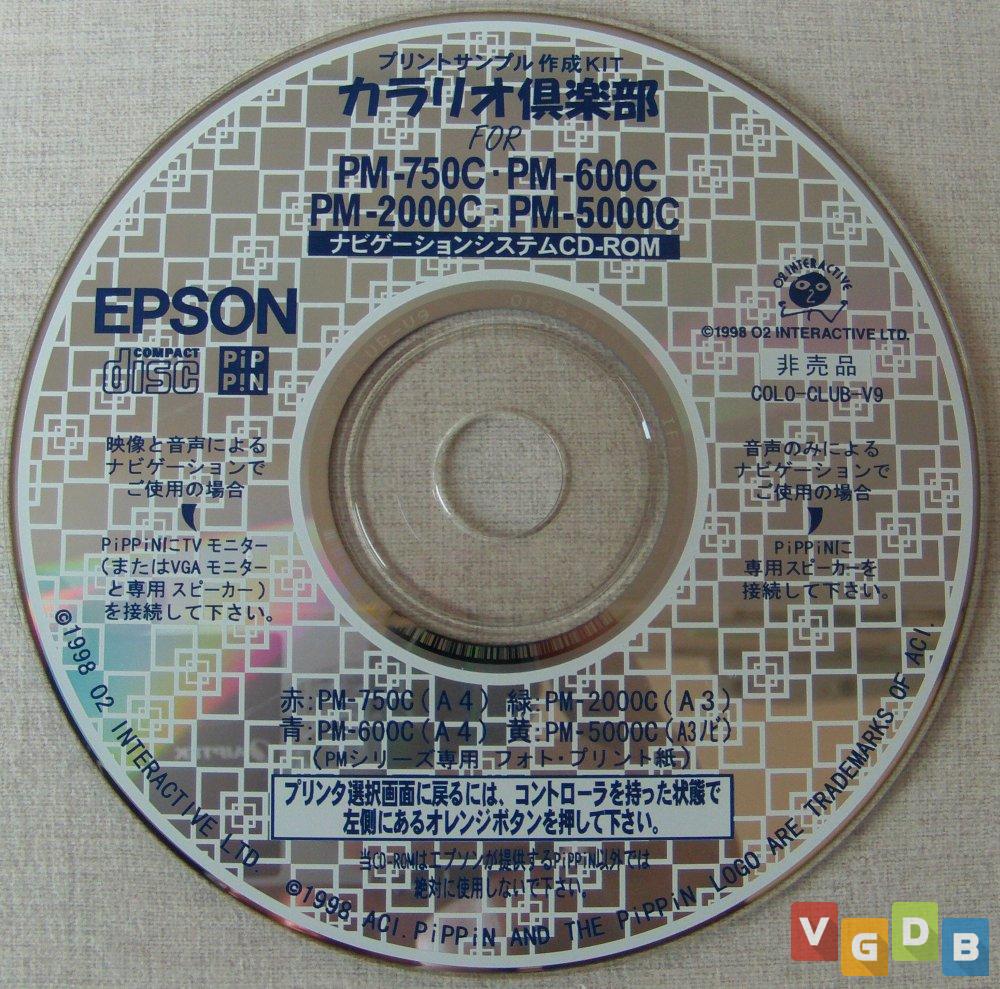 プリントサンプル作成KIT
カラリオ倶楽部
FOR
PM-750C・PM-600C
PM-2000C・PM-5000C
ナビゲーションシステムCD-ROM
EPSON
COMPACT
disc
PiP
P!N
O2 INTERACTIVE
2
©1998 O2 INTERACTIVE LTD.
非売品
COLO-CLUB-V9
映像と音声による
ナビゲーションで
ご使用の場合
PiPPiNにTVモニター
(またはVGAモニター
と専用スピーカー)
を接続して下さい。
音声のみによる
ナビゲーションで
ご使用の場合
PiPPiNに
専用スピーカーを
接続して下さい。
赤:PM-750C(A4) 緑:PM-2000C(A3)
青:PM-600C(A4) 黄:PM-5000C(A3ﾉﾋﾞ)
(PMシリーズ専用 フォト・プリント紙)
プリンタ選択画面に戻るには、コントローラを持った状態で
左側にあるオレンジボタンを押して下さい。
当CD-ROMはエプソンが提供するPiPPiN以外では
絶対に使用しないで下さい。
©1998 O2 INTERACTIVE LTD.
©1998 ACI. PiPPiN AND THE PiPPiN LOGO ARE TRADEMARKS OF ACI.
VGDB